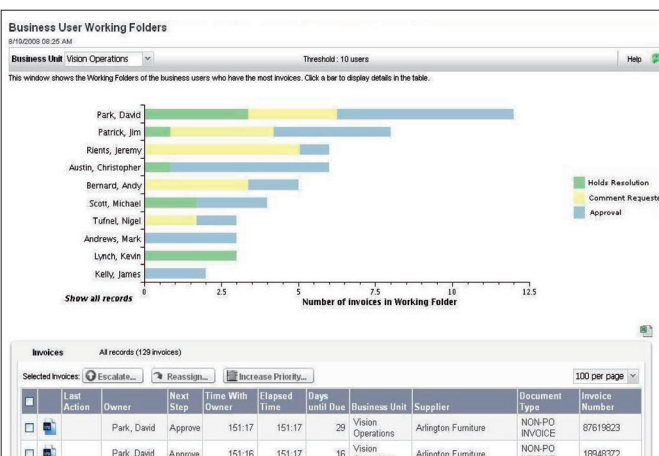 Business User Working Folders
8/19/2008 08:25 AM
Business Unit Vision Operations Threshold : 10 users Help
This window shows the Working Folders of the business users who have the most invoices. Click a bar to display details in the table.
Park, David
Patrick, Jim
Rients, Jeremy
Austin, Christopher
Bernard, Andy
Scott, Michael
Tufnel, Nigel
Andrews, Mark
Lynch, Kevin
Kelly, James
Holds Resolution
Comment Requeste
Approval
0 2.5 5 7.5 10 12.5
Show all records Number of invoices in Working Folder
Invoices All records (129 invoices)
Selected Invoices: Escalate... Reassign... Increase Priority... 100 per page
Last Action Owner Next Step Time With Owner Elapsed Time Days until Due Business Unit Supplier Document Type Invoice Number
Park, David Approve 151:17 151:17 29 Vision Operations Arlington Furniture NON-PO INVOICE 87619823
Park, David Approve 151:16 151:17 16 Vision Arlington Furniture NON-PO 18948372